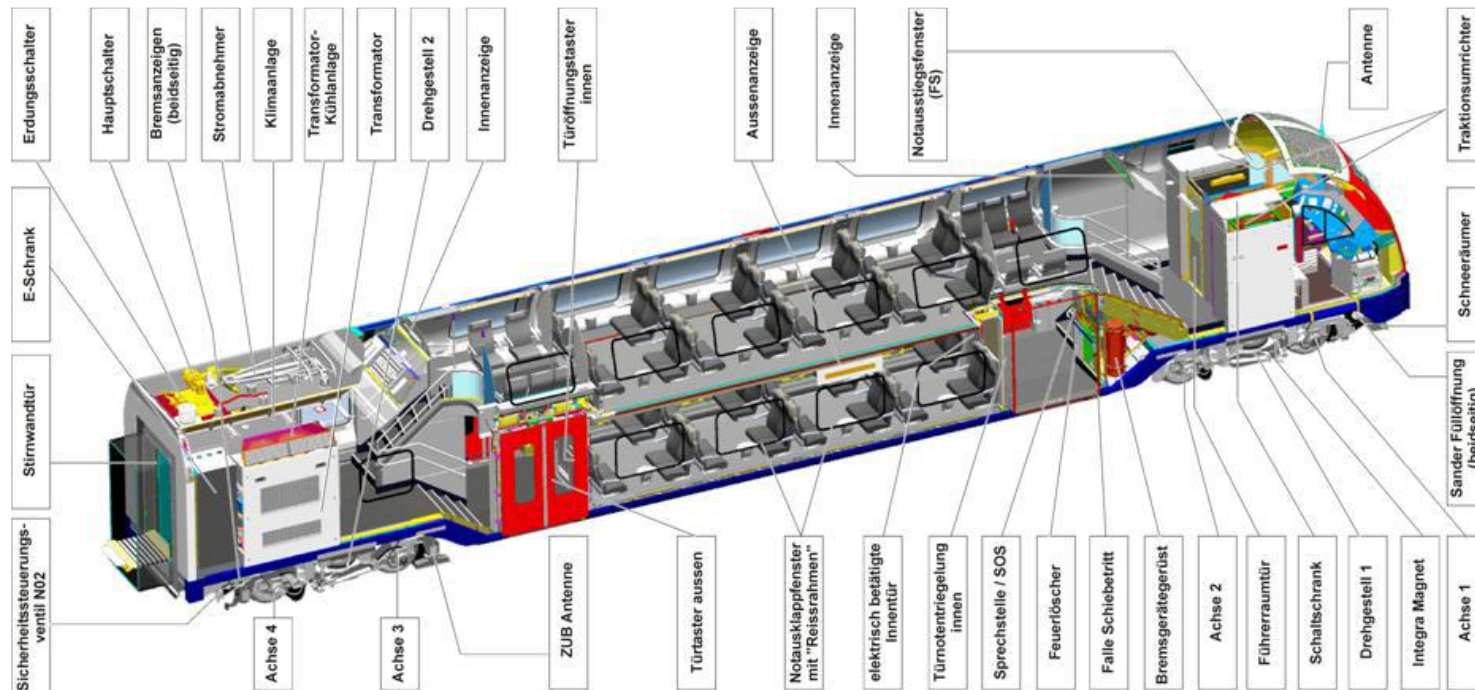 Erdungsschalter
Hauptschalter
Bremsanzeigen
(beidseitig)
Stromabnehmer
Klimaanlage
Transformator-
Kühlanlage
Transformator
Drehgestell 2
Innenanzeige
Türöffnungstaster
innen
Aussenanzeige
Innenanzeige
Notausstiegsfenster
(FS)
Antenne
Traktionsumrichter
E-Schrank
Schneeräumer
Stirnwandtür
Sander Füllöffnung
(beidseitig)
Sicherheitssteuerungs-
ventil N02
Achse 4
Achse 3
ZUB Antenne
Türtaster aussen
Notausklappfenster
mit "Reissrahmen"
elektrisch betätigte
Innentür
Türnotentriegelung
innen
Sprechstelle / SOS
Feuerlöscher
Falle Schiebetritt
Bremsgerätegerüst
Achse 2
Führerraumtür
Schaltschrank
Drehgestell 1
Integra Magnet
Achse 1